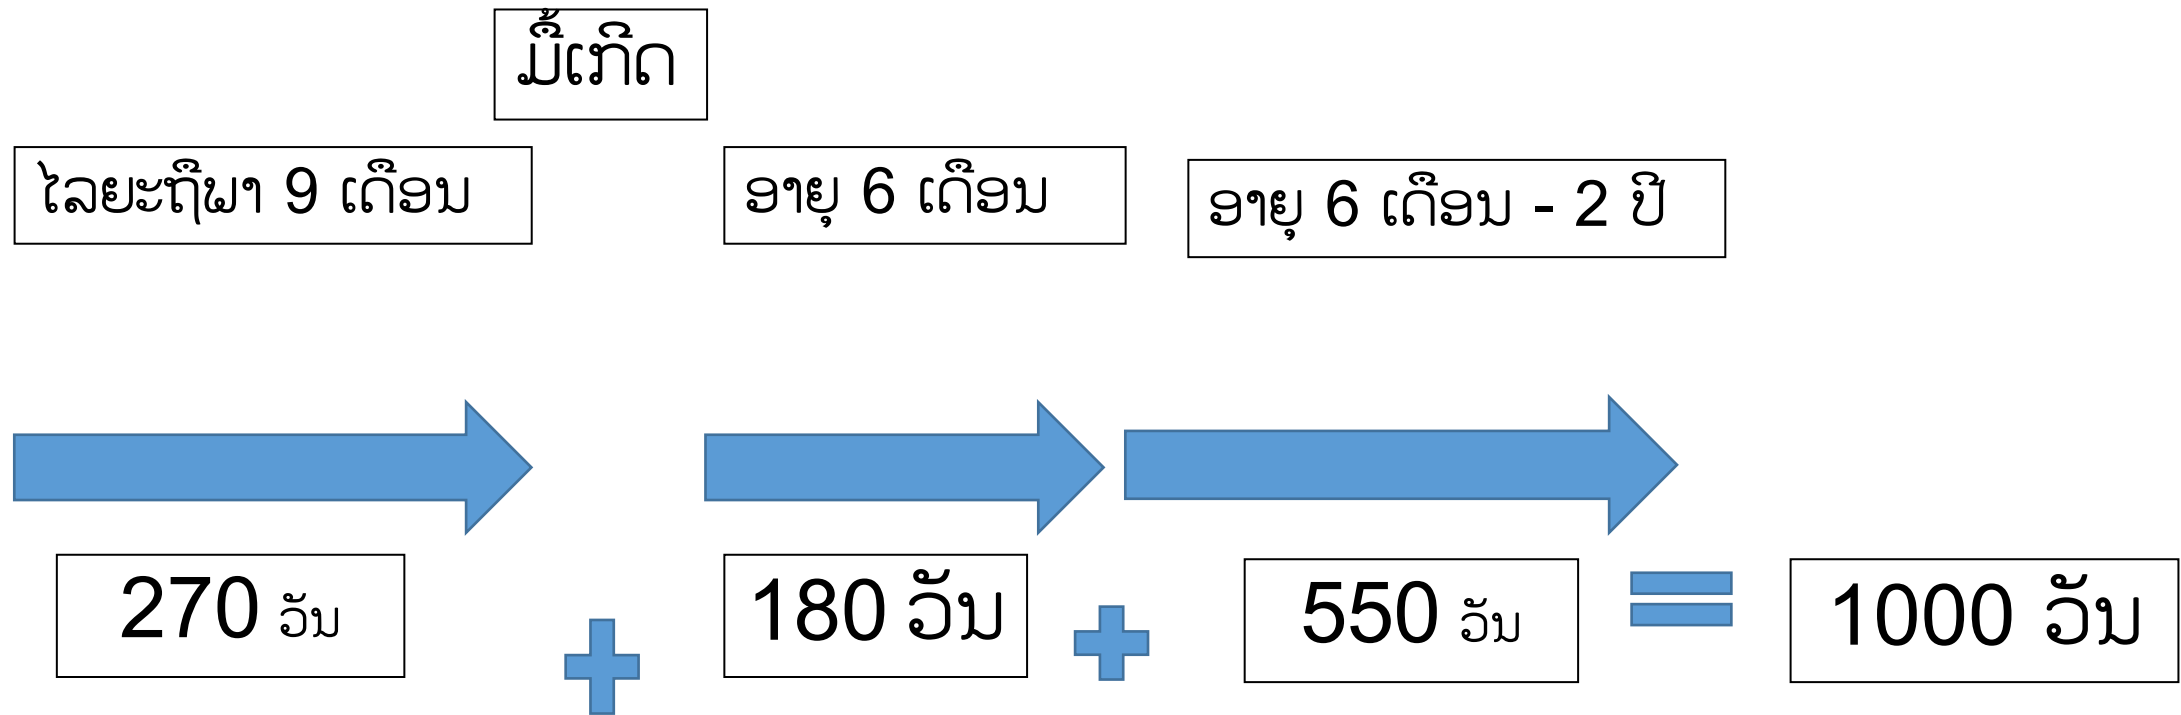 ມື້ເກີດ
ໄລຍະຖືພາ 9 ເດືອນ
ອາຍຸ 6 ເດືອນ
ອາຍຸ 6 ເດືອນ - 2 ປີ
270 ວັນ
180 ວັນ
550 ວັນ
1000 ວັນ